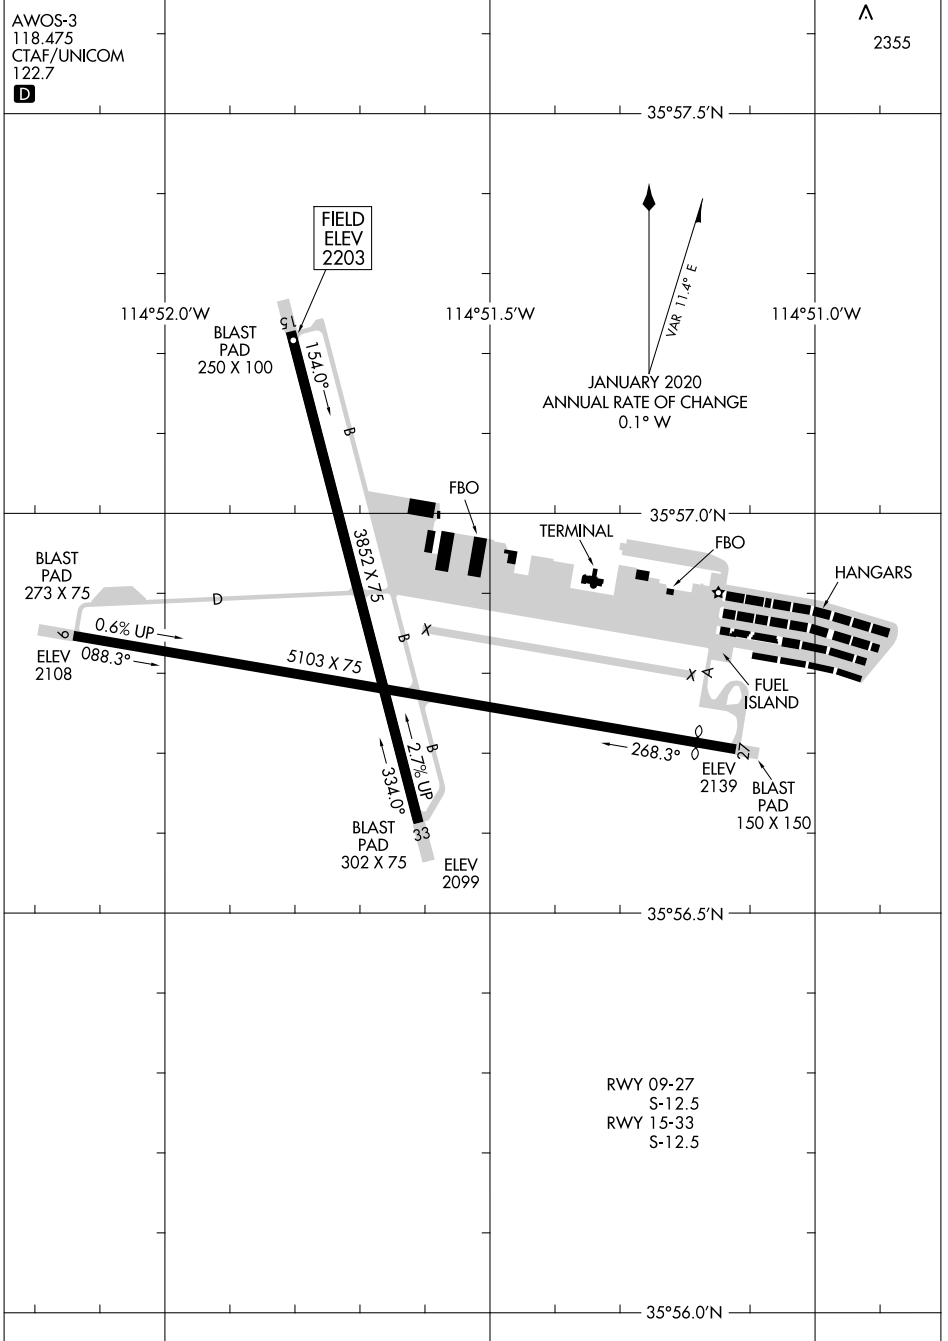 AWOS-3
118.475
CTAF/UNICOM
122.7
D
2355
35°57.5'N
FIELD
ELEV
2203
VAR 11.4° E
114°52.0'W
114°51.5'W
114°51.0'W
15
BLAST
PAD
250 X 100
154.0°
JANUARY 2020
ANNUAL RATE OF CHANGE
0.1° W
B
FBO
35°57.0'N
TERMINAL
FBO
3852 X 75
HANGARS
BLAST
PAD
273 X 75
D
0.6% UP
9
B
X
088.3°
ELEV
2108
5103 X 75
X
A
FUEL
ISLAND
B
2.7% UP
334.0°
268.3°
27
ELEV
2139
BLAST
PAD
150 X 150
33
BLAST
PAD
302 X 75
ELEV
2099
35°56.5'N
RWY 09-27
S-12.5
RWY 15-33
S-12.5
35°56.0'N